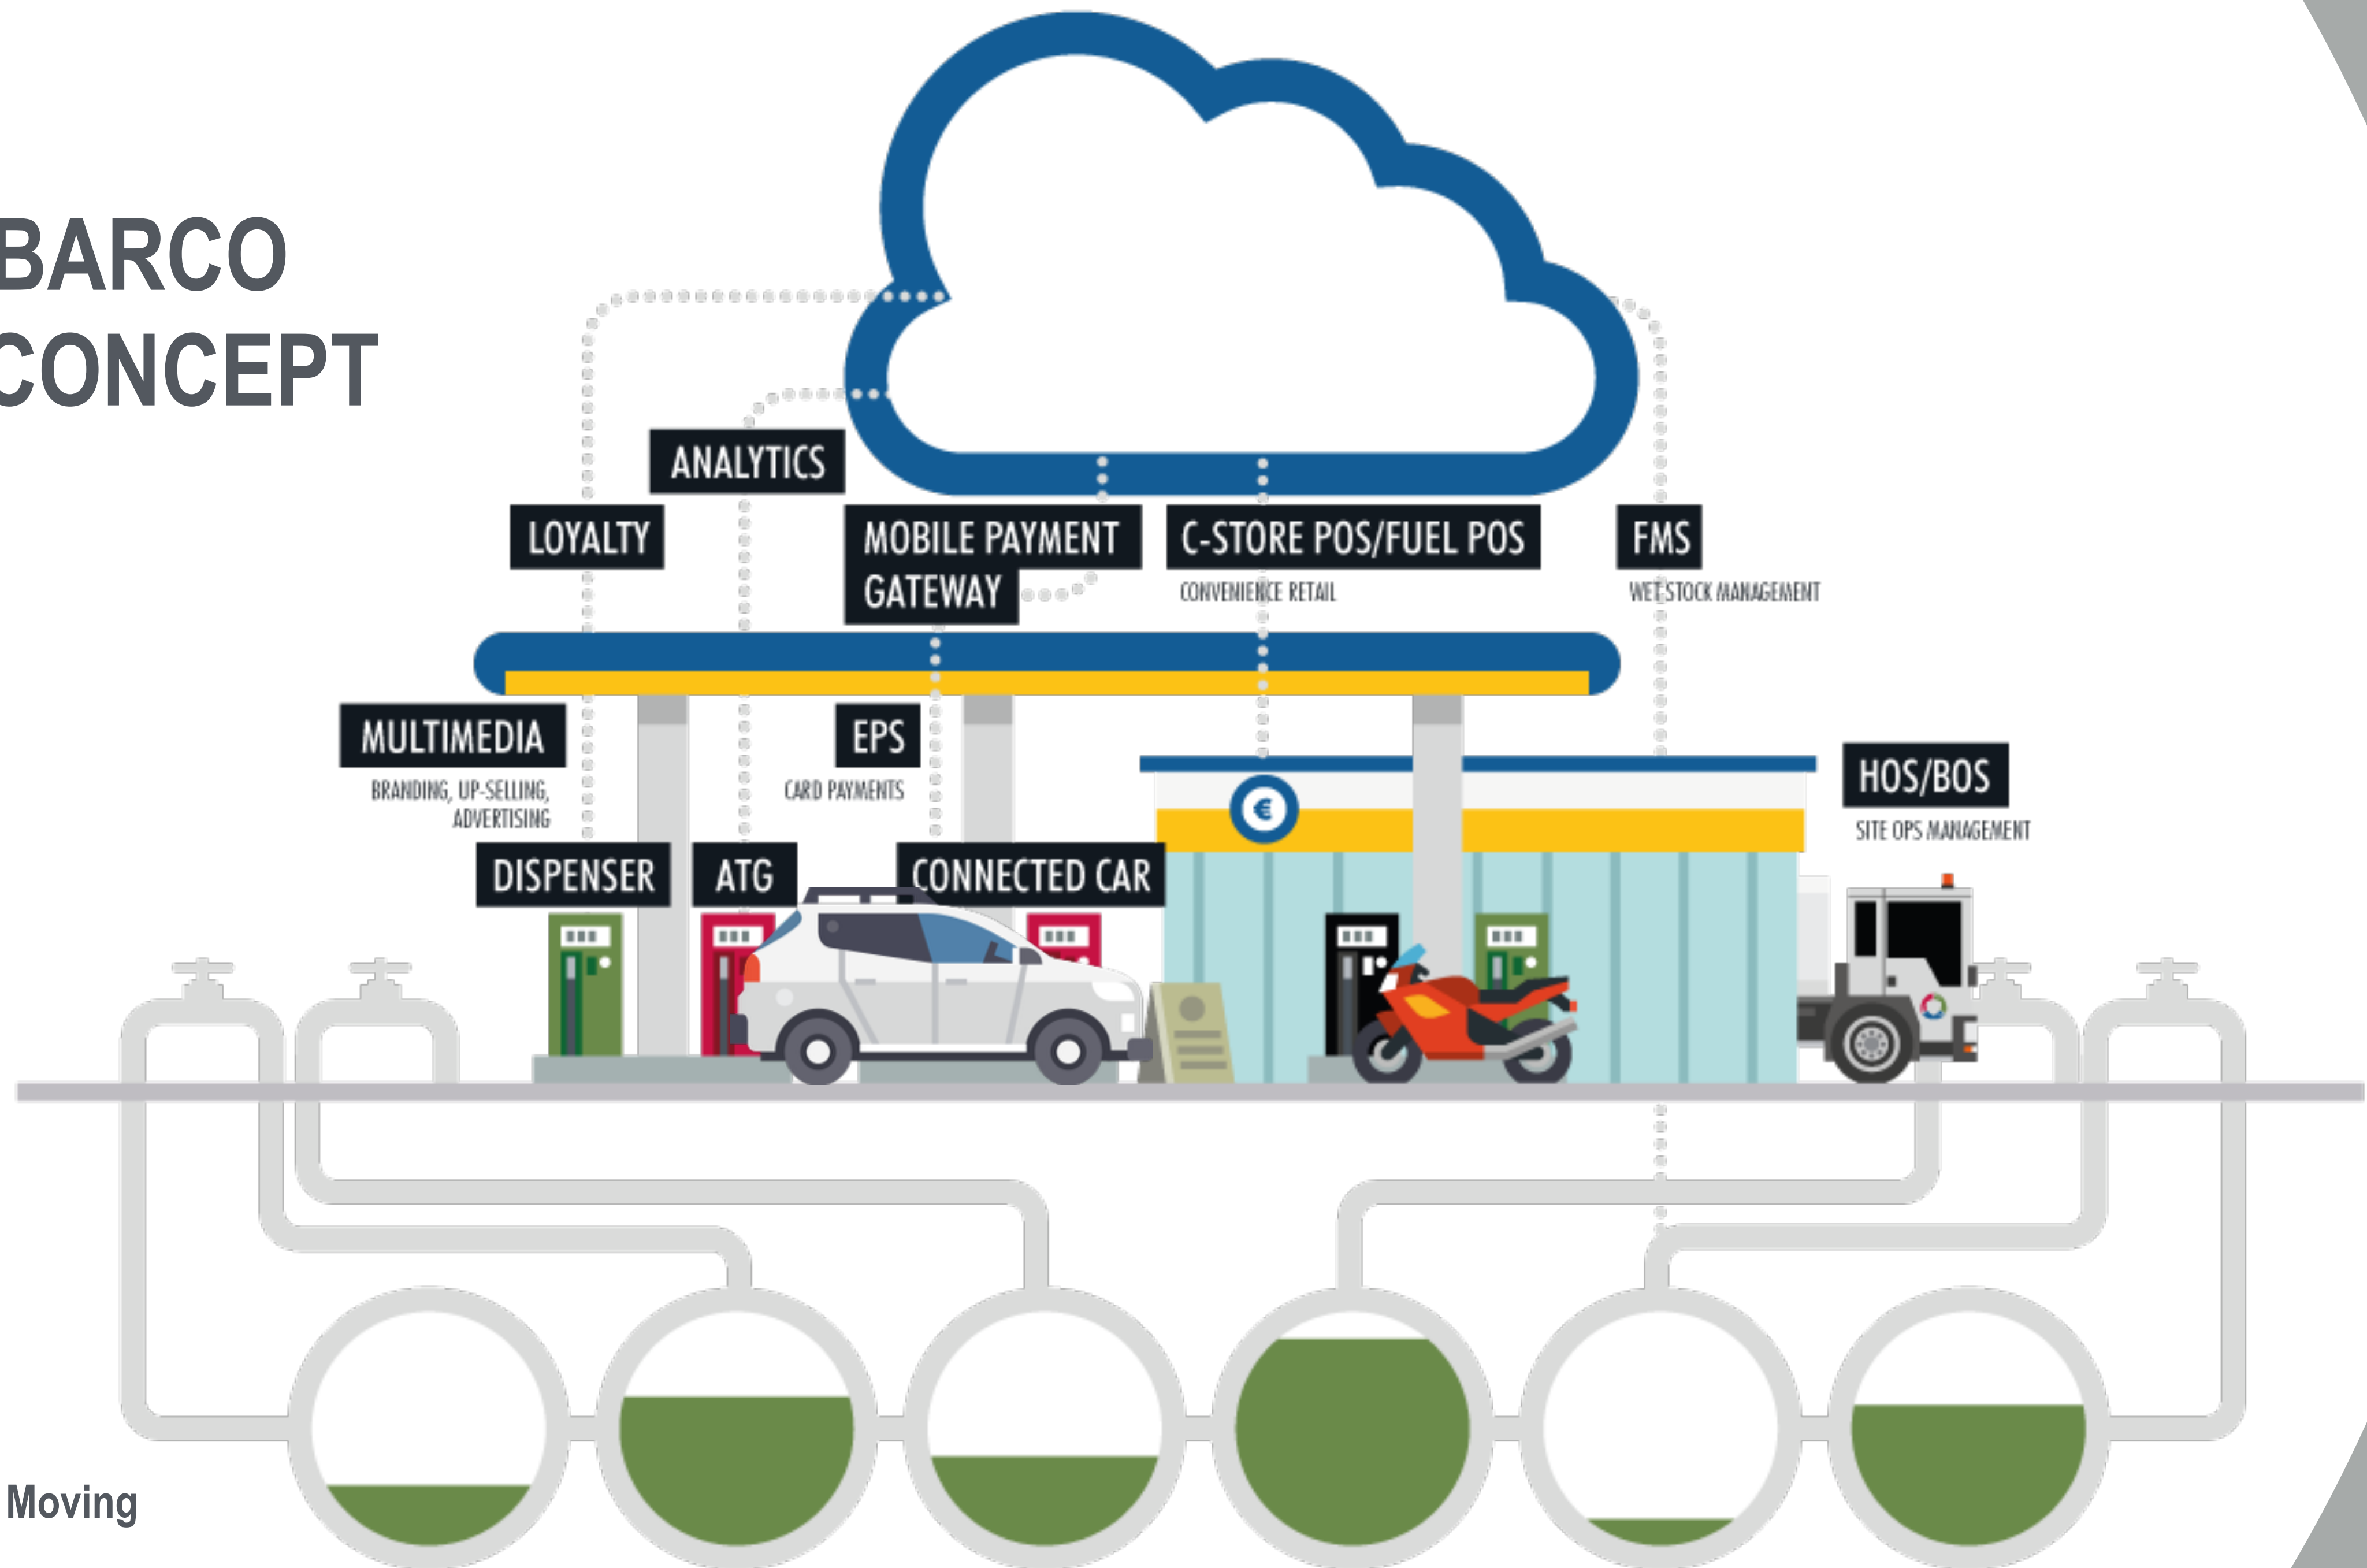 BARCO
CONCEPT
ANALYTICS
LOYALTY
MOBILE PAYMENT
GATEWAY
C-STORE POS/FUEL POS
CONVENIENCE RETAIL
FMS
WET STOCK MANAGEMENT
MULTIMEDIA
BRANDING, UP-SELLING,
ADVERTISING
EPS
CARD PAYMENTS
HOS/BOS
SITE OPS MANAGEMENT
€
DISPENSER
ATG
CONNECTED CAR
Moving